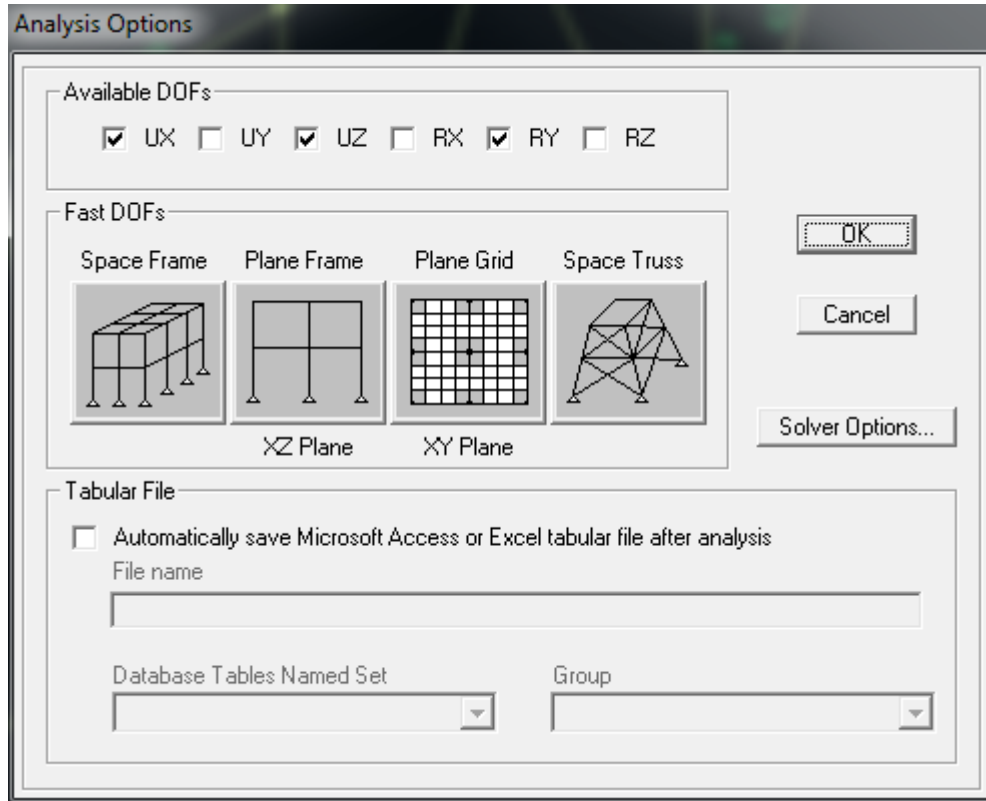 Analysis Options
Available DOFs
UX UY UZ RX RY RZ
Fast DOFs
Space Frame Plane Frame Plane Grid Space Truss
XZ Plane XY Plane
OK
Cancel
Solver Options...
Tabular File
Automatically save Microsoft Access or Excel tabular file after analysis
File name
Database Tables Named Set Group